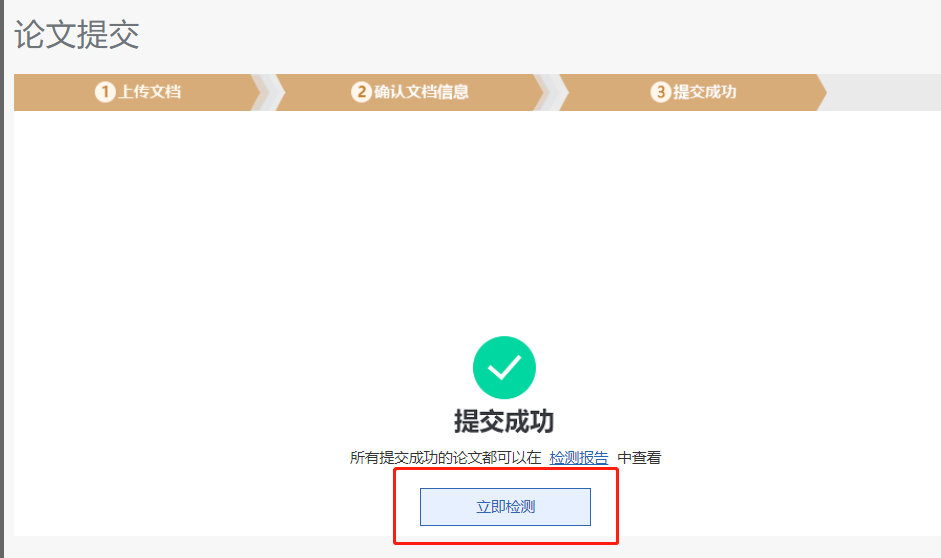 论文提交
1 上传文档 2 确认文档信息 3 提交成功
提交成功
所有提交成功的论文都可以在 检测报告 中查看
立即检测